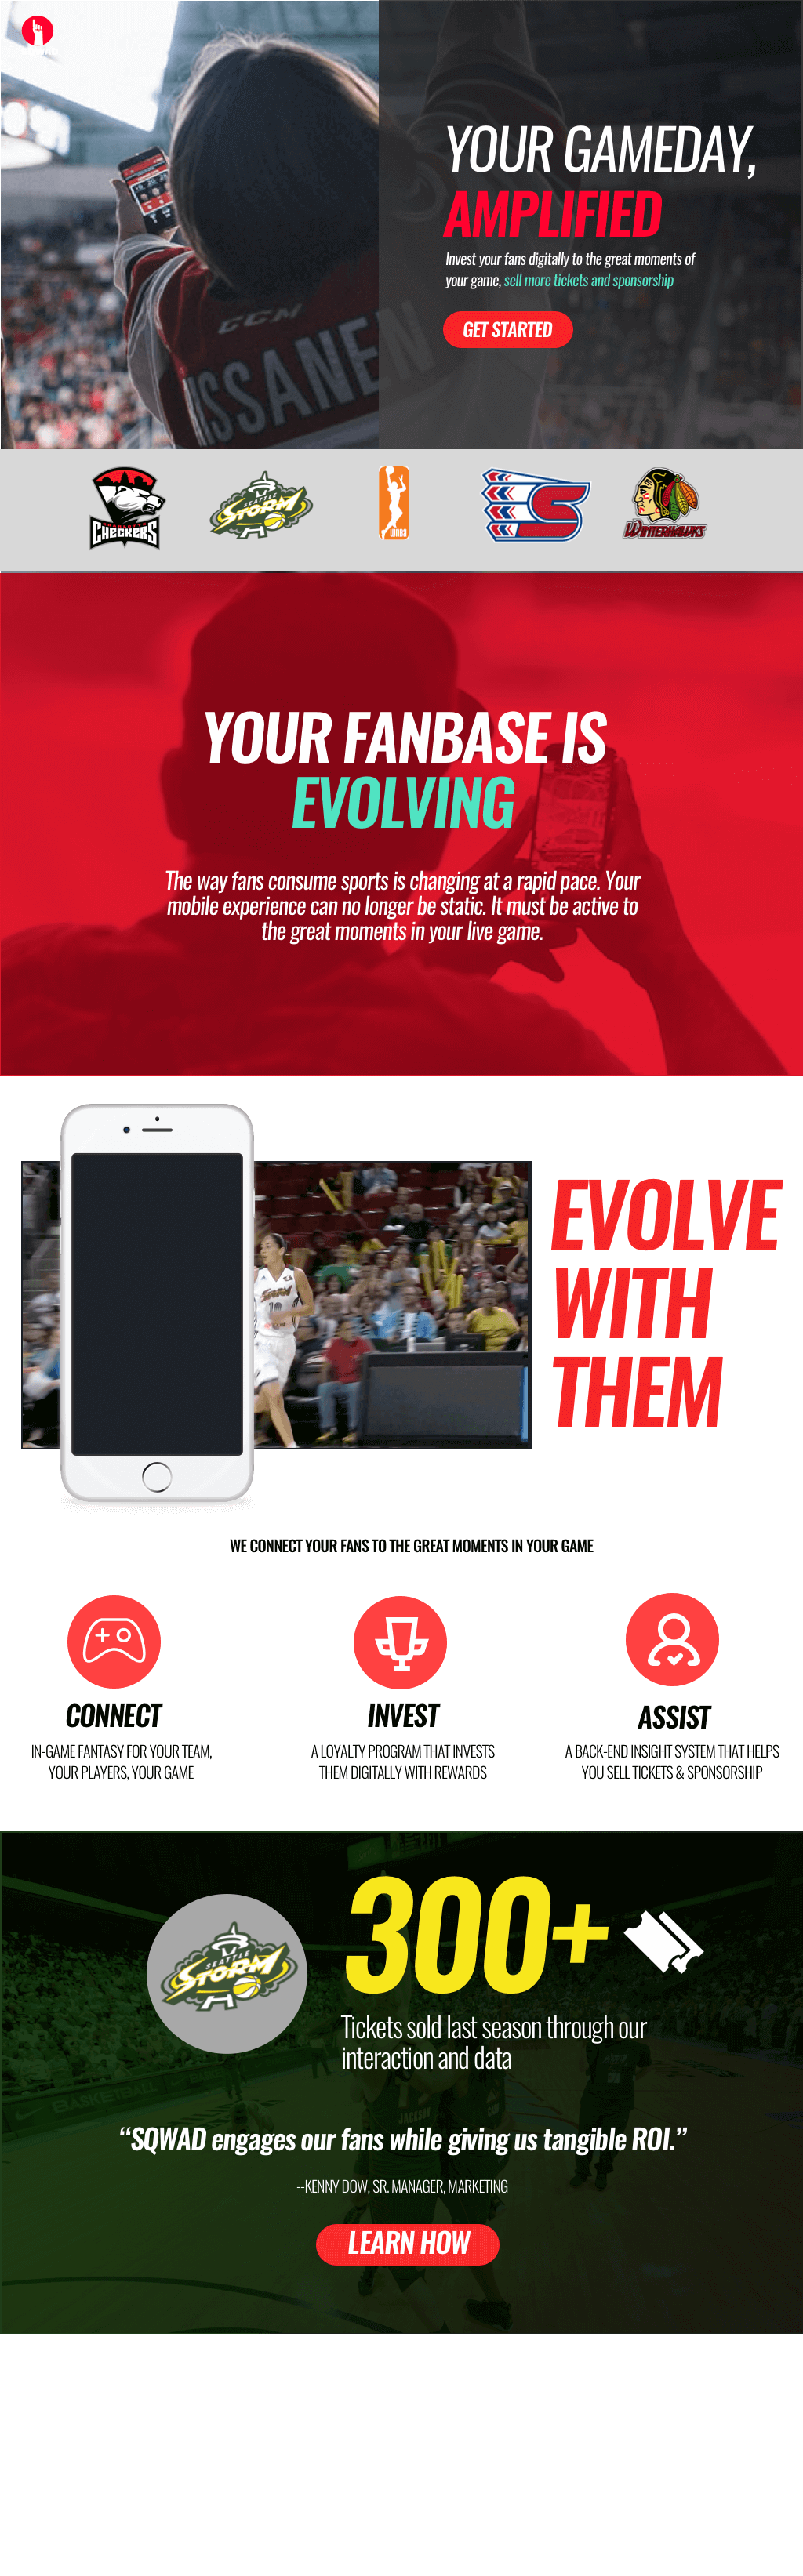 YOUR GAMEDAY,
AMPLIFIED
Invest your fans digitally to the great moments of
your game, sell more tickets and sponsorship
GET STARTED
CCM
SSANEN
CHECKERS
SEATTLE
STORM
WNBA
S
WINTERHAWKS
YOUR FANBASE IS
EVOLVING
The way fans consume sports is changing at a rapid pace. Your
mobile experience can no longer be static. It must be active to
the great moments in your live game.
STORM
10
EVOLVE
WITH
THEM
WE CONNECT YOUR FANS TO THE GREAT MOMENTS IN YOUR GAME
CONNECT
IN-GAME FANTASY FOR YOUR TEAM,
YOUR PLAYERS, YOUR GAME
INVEST
A LOYALTY PROGRAM THAT INVESTS
THEM DIGITALLY WITH REWARDS
ASSIST
A BACK-END INSIGHT SYSTEM THAT HELPS
YOU SELL TICKETS & SPONSORSHIP
SEATTLE
STORM
300+
Tickets sold last season through our
interaction and data
BASKETBALL
JACKSON
“SQWAD engages our fans while giving us tangible ROI.”
--KENNY DOW, SR. MANAGER, MARKETING
LEARN HOW